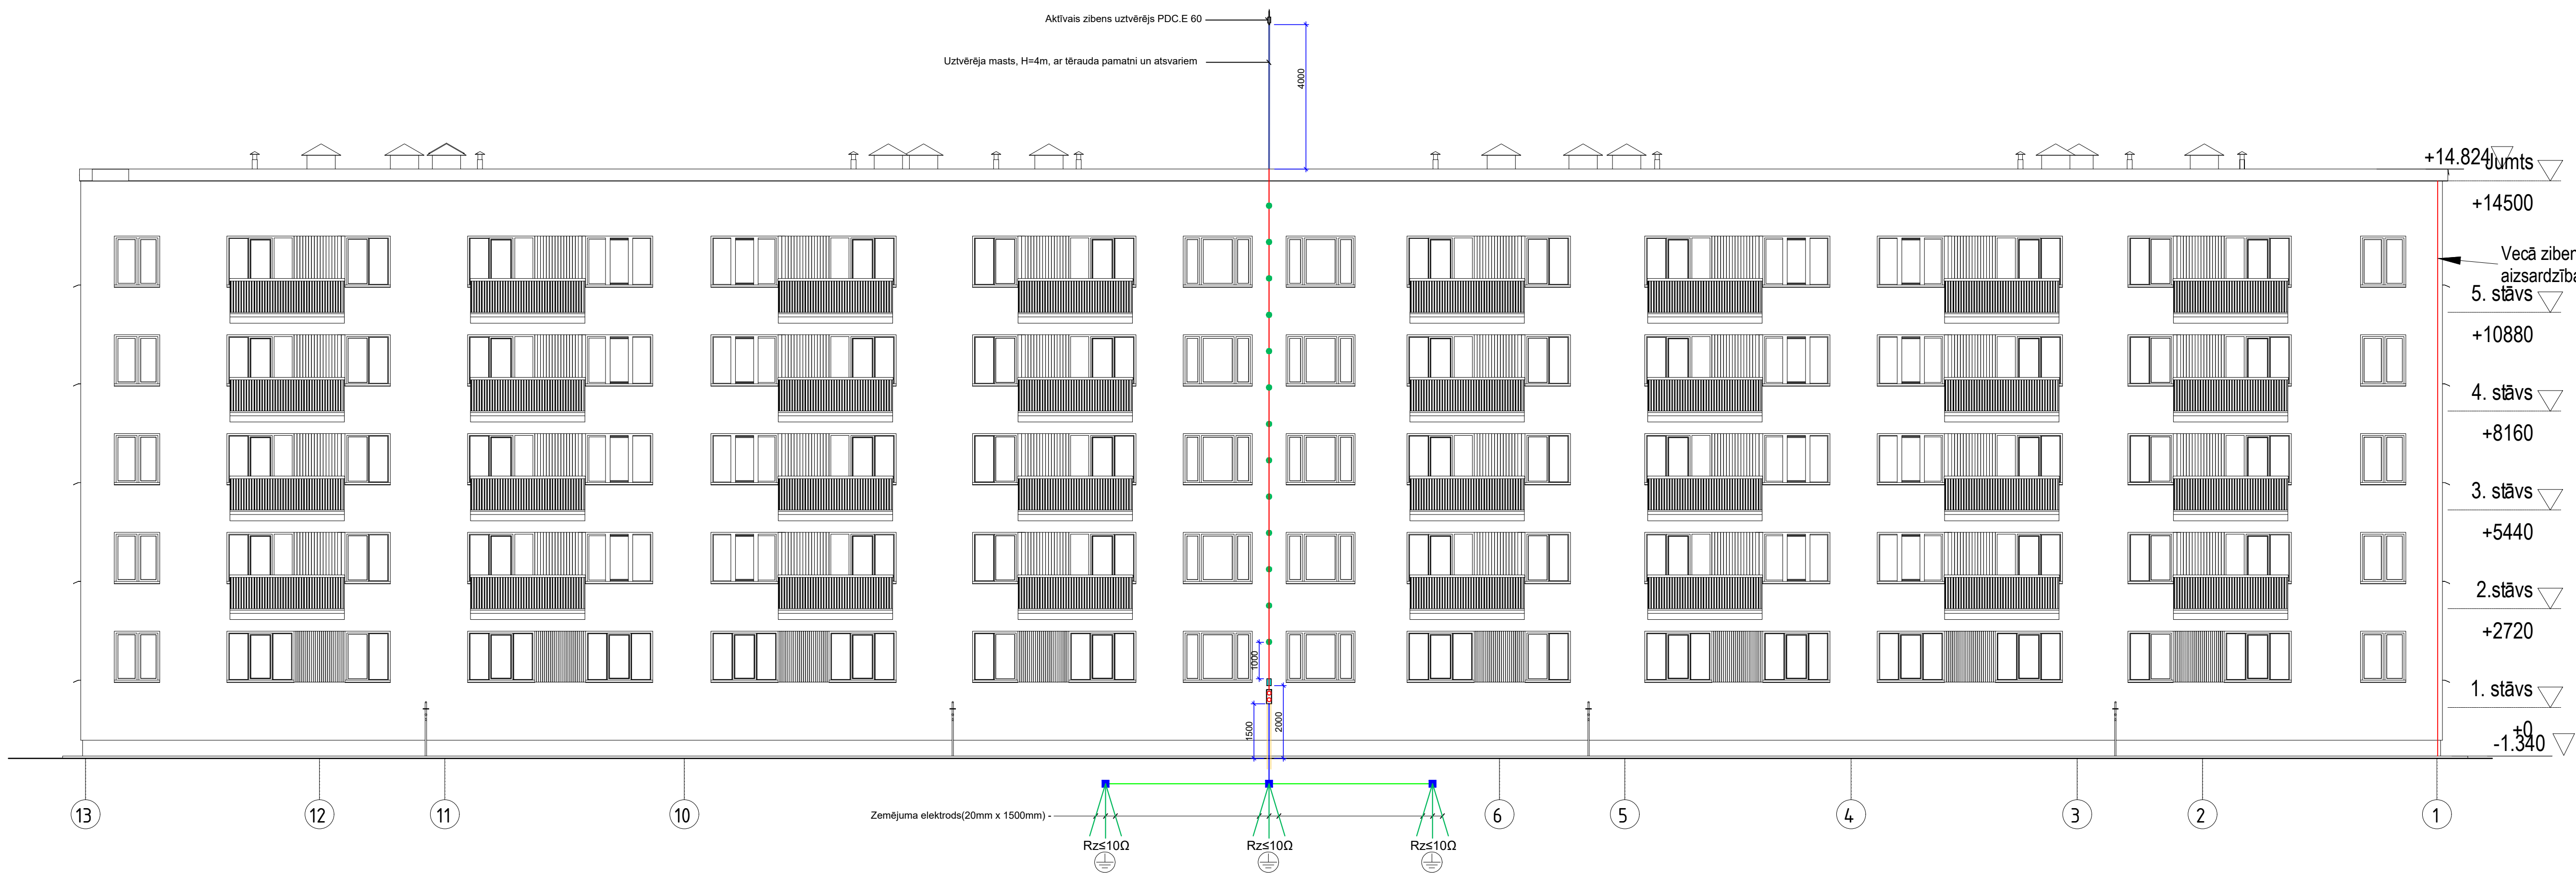 Aktīvais zibens uztvērējs PDC.E 60
Uztvērēja masts, H=4m, ar tērauda pamatni un atsvariem
4000
+14.824
Jumts
+14500
Vecā ziben
aizsardzība
5. stāvs
+10880
4. stāvs
+8160
3. stāvs
+5440
2.stāvs
+2720
1. stāvs
+0
-1.340
1000
1500
2000
13
12
11
10
6
5
4
3
2
1
Zemējuma elektrods(20mm x 1500mm) -
Rz≤10Ω
Rz≤10Ω
Rz≤10Ω